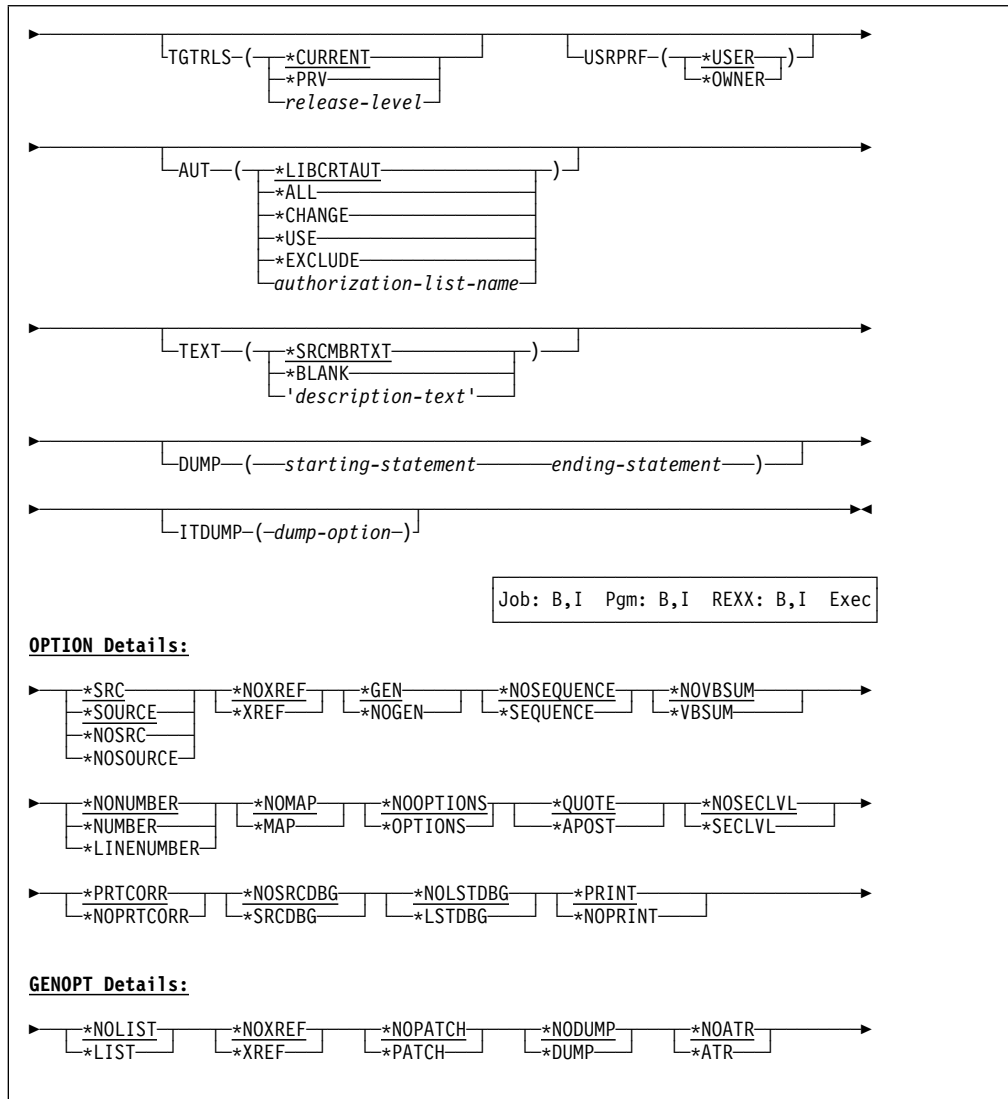 TGTRLS ( *CURRENT ) USRPRF ( *USER )
*PRV *OWNER
release-level
AUT ( *LIBCRTAUT )
*ALL
*CHANGE
*USE
*EXCLUDE
authorization-list-name
TEXT ( *SRCMBRTXT )
*BLANK
'description-text'
DUMP ( starting-statement ending-statement )
ITDUMP ( dump-option )
Job: B,I Pgm: B,I REXX: B,I Exec
OPTION Details:
*SRC *NOXREF *GEN *NOSEQUENCE *NOVBSUM
*SOURCE *XREF *NOGEN *SEQUENCE *VBSUM
*NOSRC
*NOSOURCE
*NONUMBER *NOMAP *NOOPTIONS *QUOTE *NOSECLVL
*NUMBER *MAP *OPTIONS *APOST *SECLVL
*LINENUMBER
*PRTCORR *NOSRCDBG *NOLSTDBG *PRINT
*NOPRTCORR *SRCDBG *LSTDBG *NOPRINT
GENOPT Details:
*NOLIST *NOXREF *NOPATCH *NODUMP *NOATR
*LIST *XREF *PATCH *DUMP *ATR